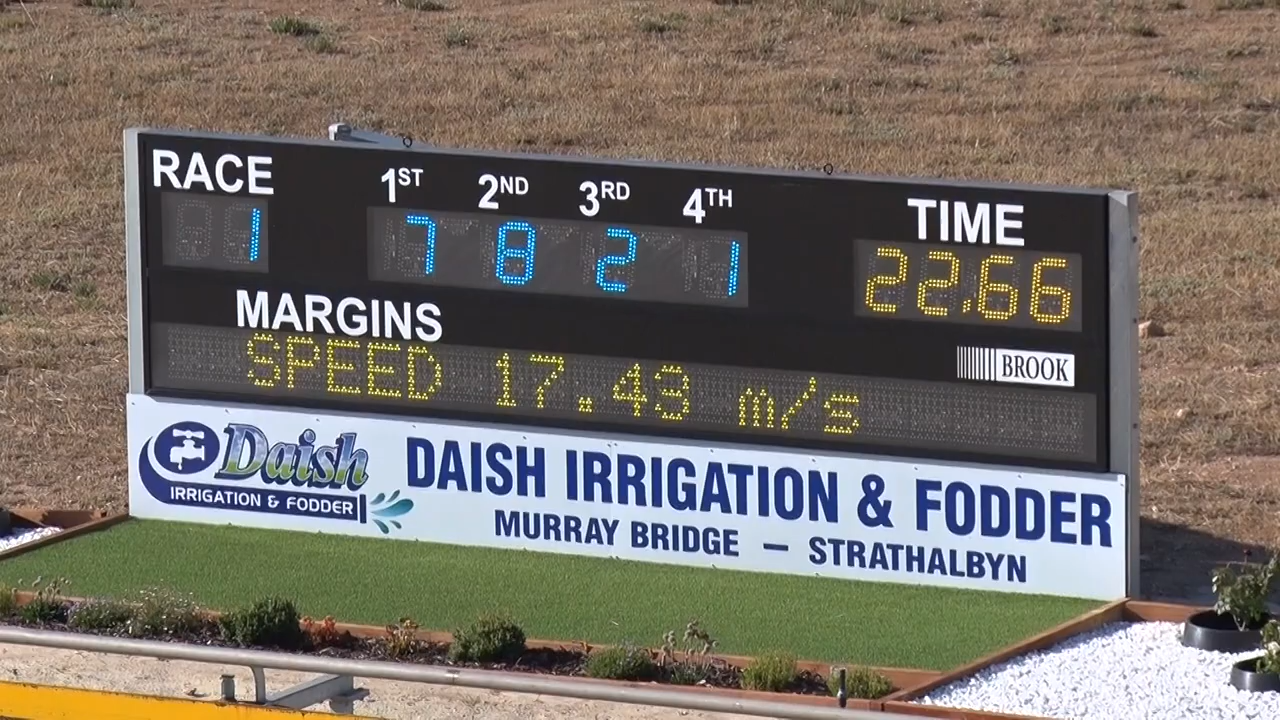 RACE 1ST 2ND 3RD 4TH TIME
1 7 8 2 1 22.66
MARGINS
BROOK
SPEED 17.49 m/s
Daish
IRRIGATION & FODDER
DAISH IRRIGATION & FODDER
MURRAY BRIDGE — STRATHALBYN